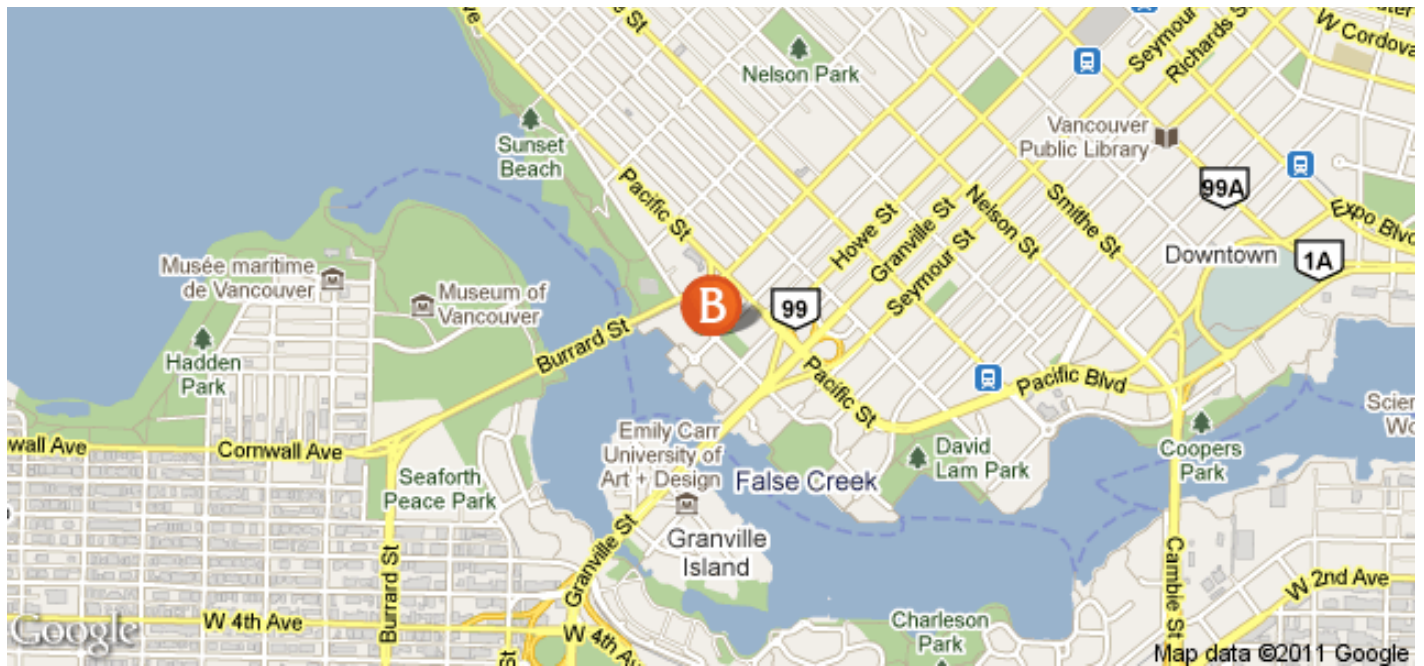 Nelson Park
Seymour St
Richards St
W Cordova
Vancouver
Public Library
Sunset
Beach
99A
Pacific St
Smithe St
Nelson St
Howe St
Granville St
Seymour St
Expo Blvd
Downtown
1A
Musée maritime
de Vancouver
Museum of
Vancouver
B
99
Burrard St
Hadden
Park
Pacific St
Pacific Blvd
Emily Carr
University of
Art + Design
Cornwall Ave
Seaforth
Peace Park
David
Lam Park
Coopers
Park
False Creek
Granville
Island
Granville St
Burrard St
Cambie St
W 2nd Ave
W 4th Ave
W 4th
Charleson
Park
Google
Map data ©2011 Google